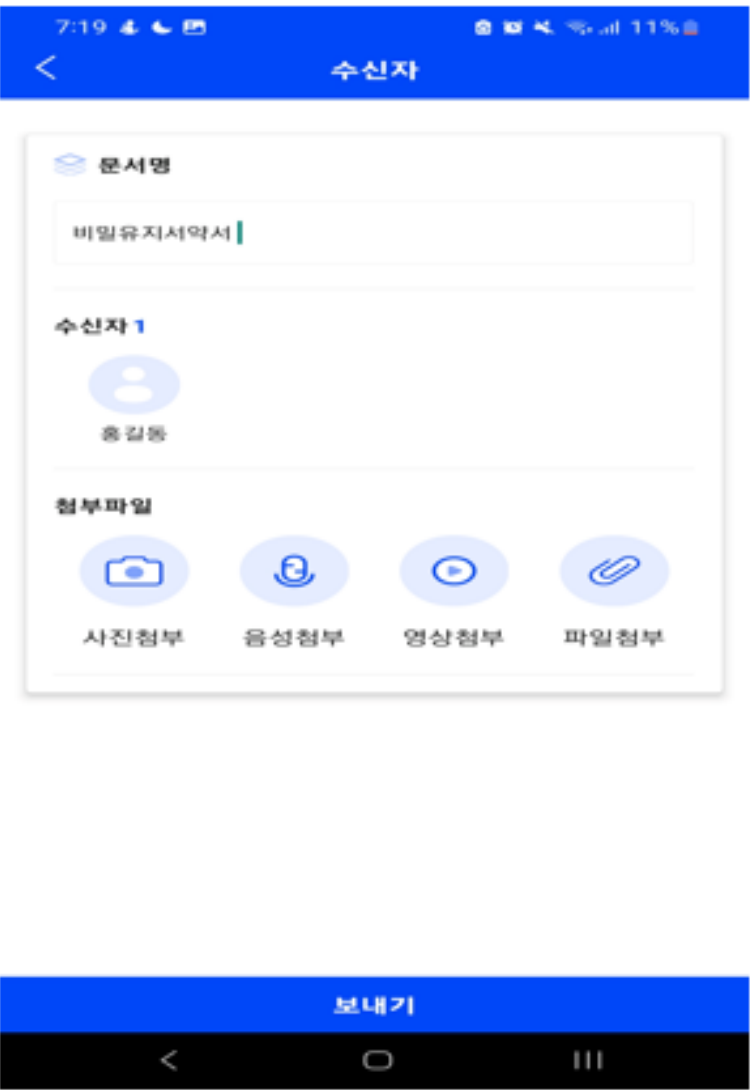 7:19 11%
수신자
문서명
비밀유지서약서
수신자 1
홍길동
첨부파일
사진첨부 음성첨부 영상첨부 파일첨부
보내기